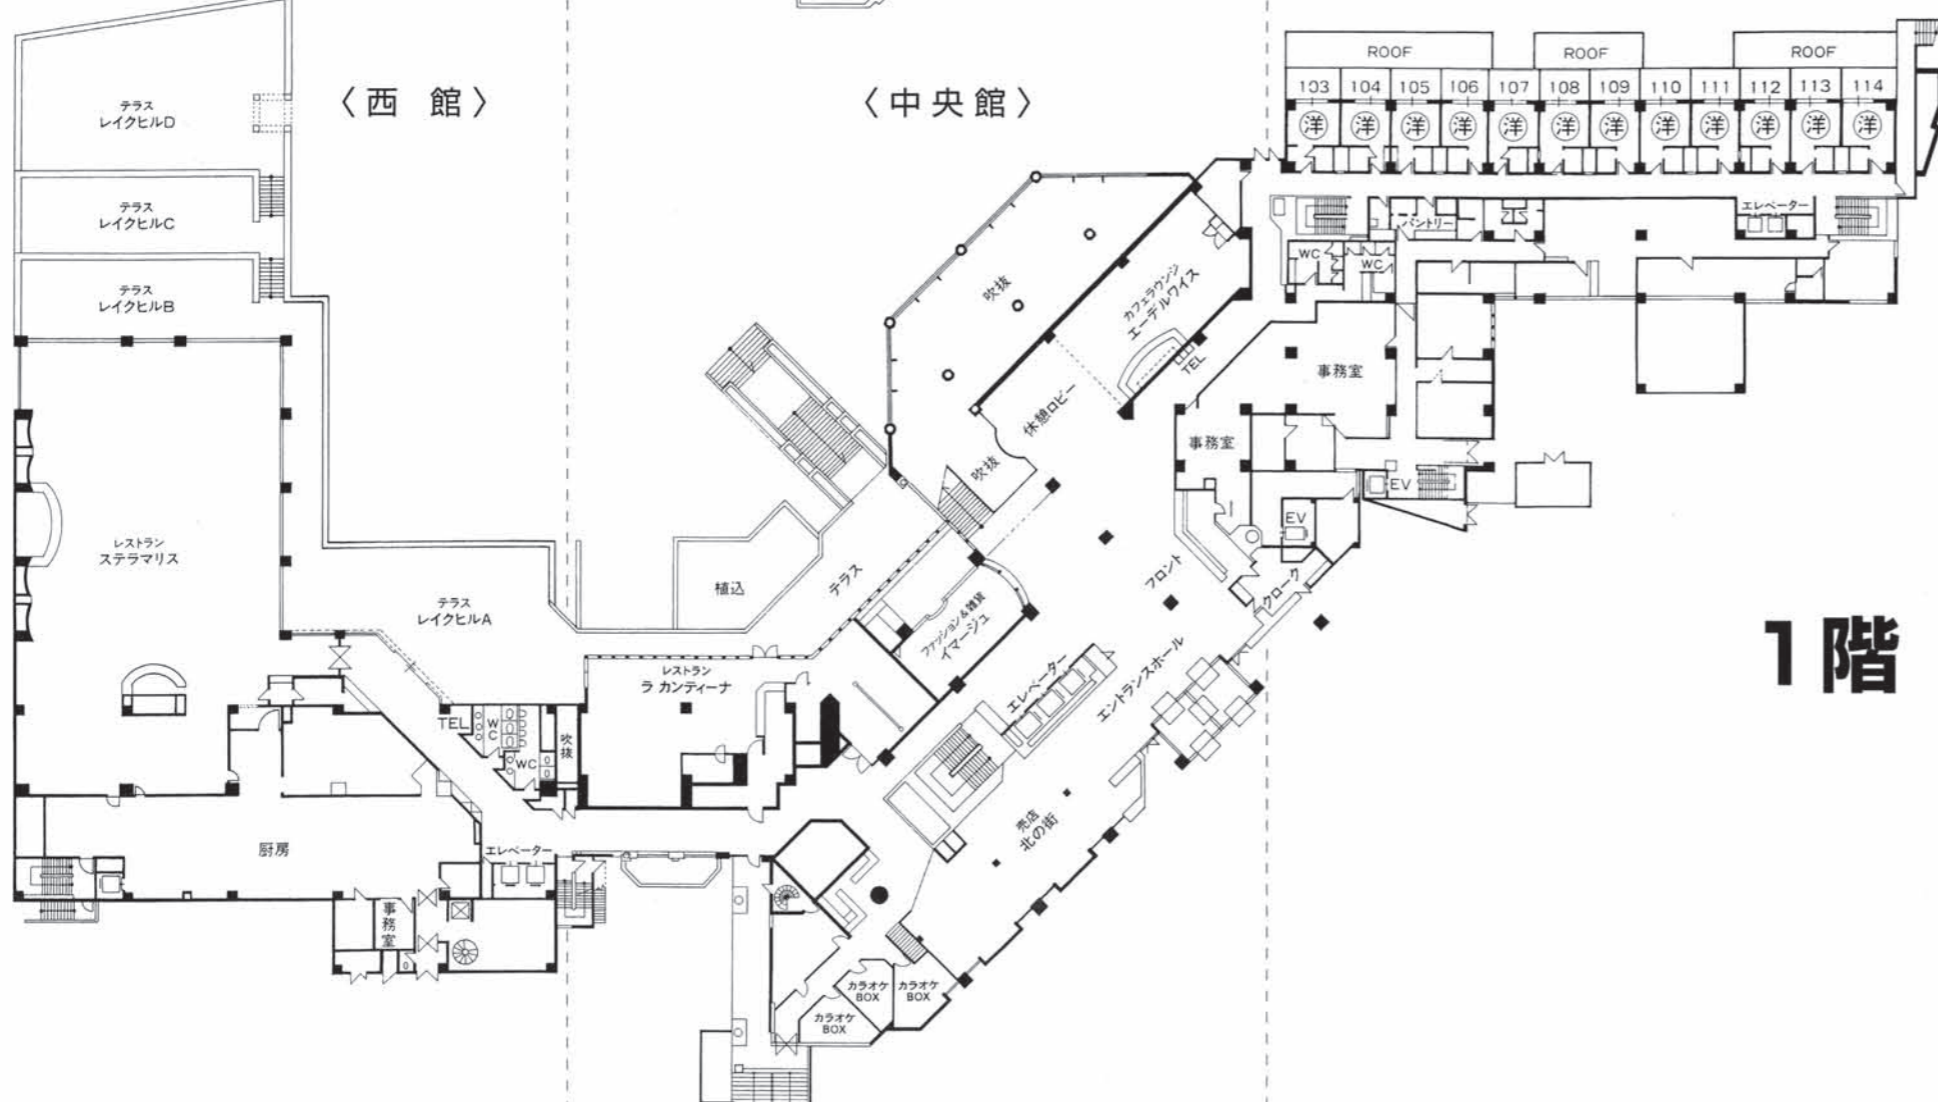 〈西 館〉
〈中央館〉
ROOF
ROOF
ROOF
103
104
105
106
107
108
109
110
111
112
113
114
洋
洋
洋
洋
洋
洋
洋
洋
洋
洋
洋
洋
テラス
レイクヒルD
テラス
レイクヒルC
テラス
レイクヒルB
レストラン
ステラマリス
テラス
レイクヒルA
植込
テラス
吹抜
カフェラウンジ
エーデルワイス
TEL
休憩ロビー
吹抜
WC
WC
パントリー
エレベーター
事務室
事務室
EV
EV
フロント
クローク
ファッション&雑貨
イマージュ
エレベーター
エントランスホール
レストラン
ラ カンティーナ
TEL
WC
WC
吹抜
売店
北の街
厨房
エレベーター
事務室
カラオケ
BOX
カラオケ
BOX
カラオケ
BOX
1階